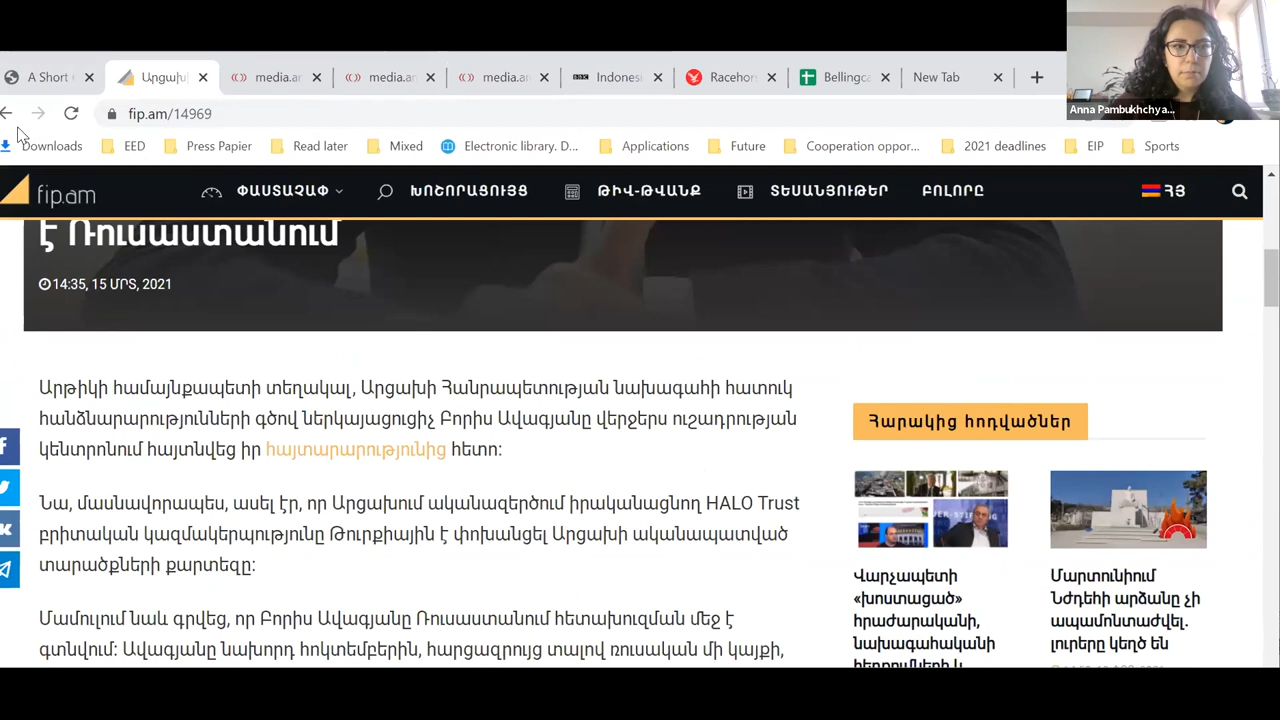 A Short
Արցախ
media.ar
media.an
media.an
BBC
Indonesi
Racehor
Bellingca
New Tab
Anna Pambukhchya...
fip.am/14969
Downloads
EED
Press Papier
Read later
Mixed
Electronic library. D...
Applications
Future
Cooperation oppor...
2021 deadlines
EIP
Sports
fip.am
ՓԱՍՏԱՉԱՓ
ԽՈՇՈՐԱՑՈՒՅՑ
ԹԻՎ-ԹՎԱՆՔ
ՏԵՍԱՆՅՈՒԹԵՐ
ԲՈԼՈՐԸ
ՀՅ
է Ռուսաստանում
14:35, 15 ՄՐՏ, 2021
Արթիկի համայնքապետի տեղակալ, Արցախի Հանրապետության նախագահի հատուկ
հանձնարարությունների գծով ներկայացուցիչ Բորիս Ավագյանը վերջերս ուշադրության
կենտրոնում հայտնվեց իր հայտարարությունից հետո:
Նա, մասնավորապես, ասել էր, որ Արցախում ականազերծում իրականացնող HALO Trust
բրիտական կազմակերպությունը Թուրքիային է փոխանցել Արցախի ականապատված
տարածքների քարտեզը:
Մամուլում նաև գրվեց, որ Բորիս Ավագյանը Ռուսաստանում հետախուզման մեջ է
գտնվում: Ավագյանը նախորդ հոկտեմբերին, հարցազրույց տալով ռուսական մի կայքի,
Հարակից հոդվածներ
Վարչապետի
«խոստացած»
հրաժարականի,
նախագահականի
Մարտունիում
Նժդեհի արձանը չի
ապամոնտաժվել.
լուրերը կեղծ են